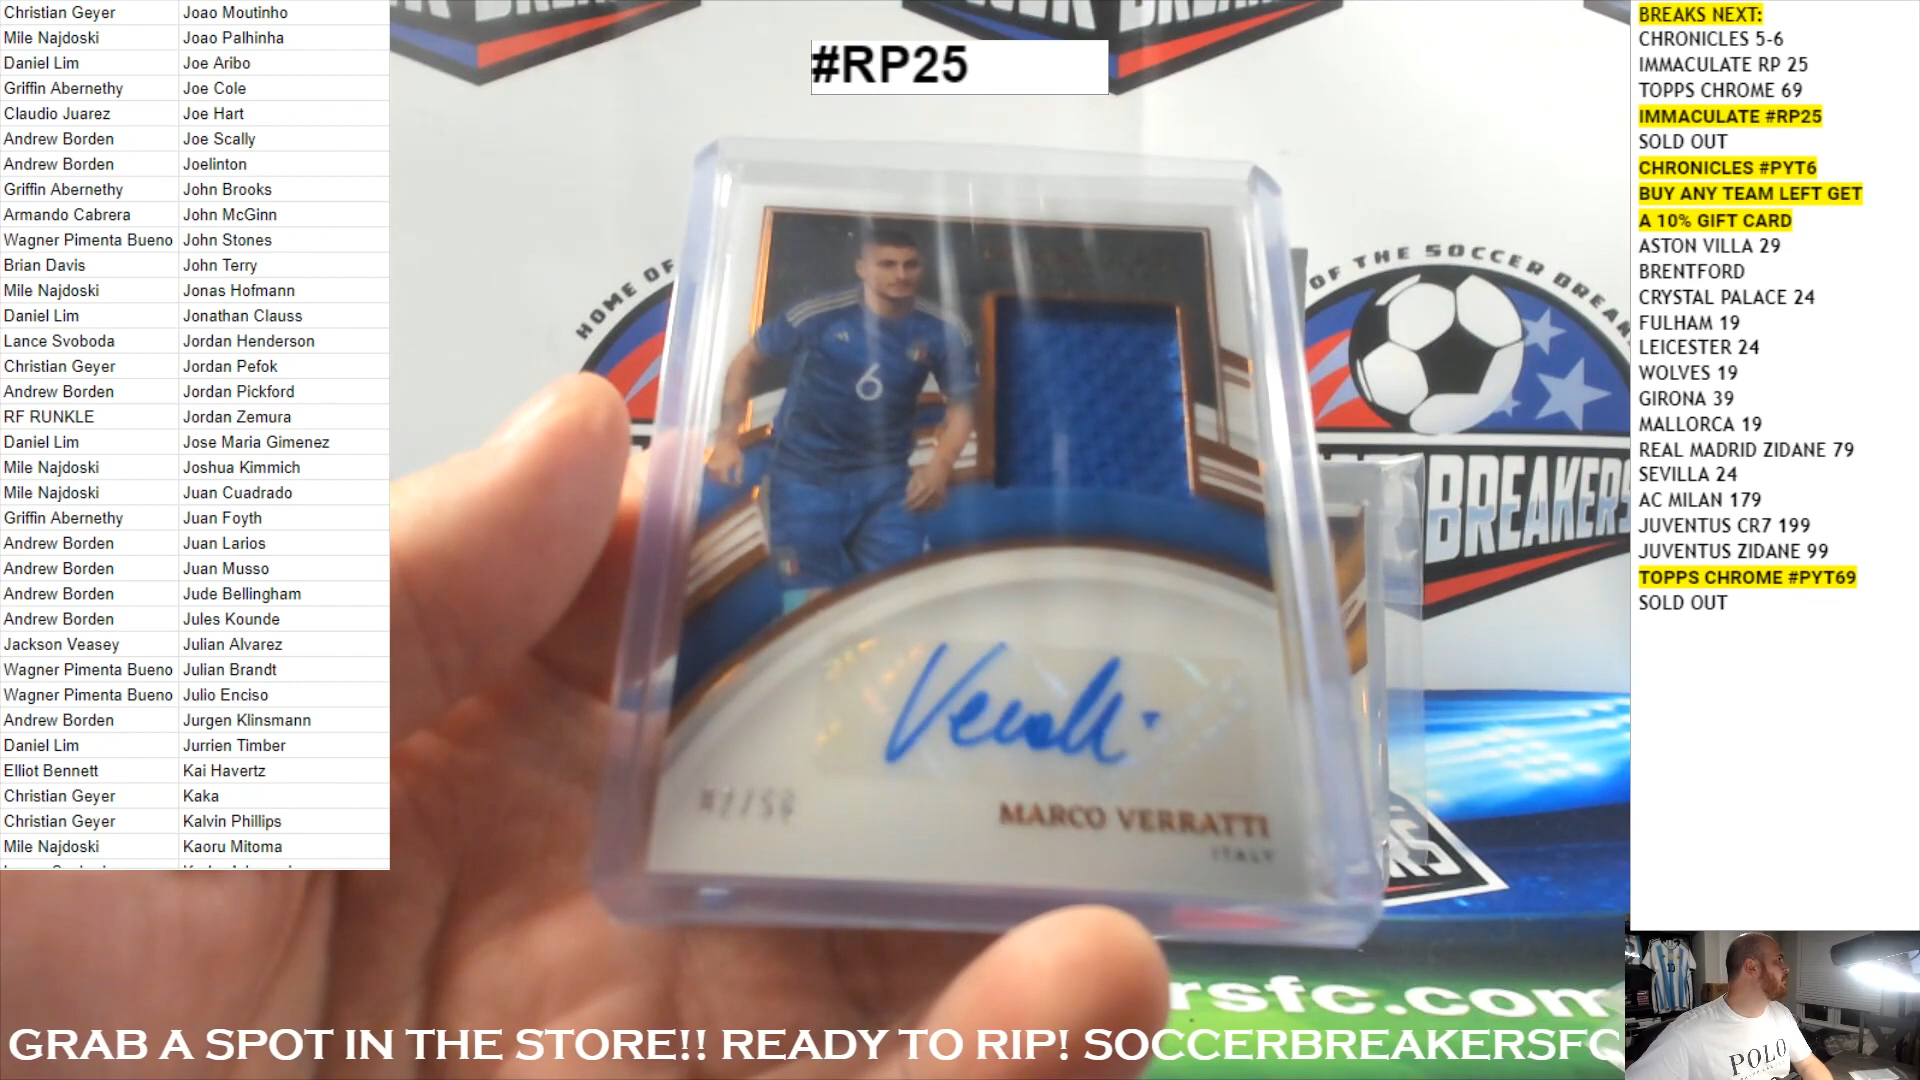 Christian Geyer Joao Moutinho
Mile Najdoski Joao Palhinha
Daniel Lim Joe Aribo
Griffin Abernethy Joe Cole
Claudio Juarez Joe Hart
Andrew Borden Joe Scally
Andrew Borden Joelinton
Griffin Abernethy John Brooks
Armando Cabrera John McGinn
Wagner Pimenta Bueno John Stones
Brian Davis John Terry
Mile Najdoski Jonas Hofmann
Daniel Lim Jonathan Clauss
Lance Svoboda Jordan Henderson
Christian Geyer Jordan Pefok
Andrew Borden Jordan Pickford
RF RUNKLE Jordan Zemura
Daniel Lim Jose Maria Gimenez
Mile Najdoski Joshua Kimmich
Mile Najdoski Juan Cuadrado
Griffin Abernethy Juan Foyth
Andrew Borden Juan Larios
Andrew Borden Juan Musso
Andrew Borden Jude Bellingham
Andrew Borden Jules Kounde
Jackson Veasey Julian Alvarez
Wagner Pimenta Bueno Julian Brandt
Wagner Pimenta Bueno Julio Enciso
Andrew Borden Jurgen Klinsmann
Daniel Lim Jurrien Timber
Elliot Bennett Kai Havertz
Christian Geyer Kaka
Christian Geyer Kalvin Phillips
Mile Najdoski Kaoru Mitoma
#RP25
HOME OF
OF THE SOCCER BREA
BREAKERS
6
Verratti
MARCO VERRATTI
ITALY
rsfc.com
BREAKS NEXT:
CHRONICLES 5-6
IMMACULATE RP 25
TOPPS CHROME 69
IMMACULATE #RP25
SOLD OUT
CHRONICLES #PYT6
BUY ANY TEAM LEFT GET
A 10% GIFT CARD
ASTON VILLA 29
BRENTFORD
CRYSTAL PALACE 24
FULHAM 19
LEICESTER 24
WOLVES 19
GIRONA 39
MALLORCA 19
REAL MADRID ZIDANE 79
SEVILLA 24
AC MILAN 179
JUVENTUS CR7 199
JUVENTUS ZIDANE 99
TOPPS CHROME #PYT69
SOLD OUT
POLO
GRAB A SPOT IN THE STORE!! READY TO RIP! SOCCERBREAKERSFC